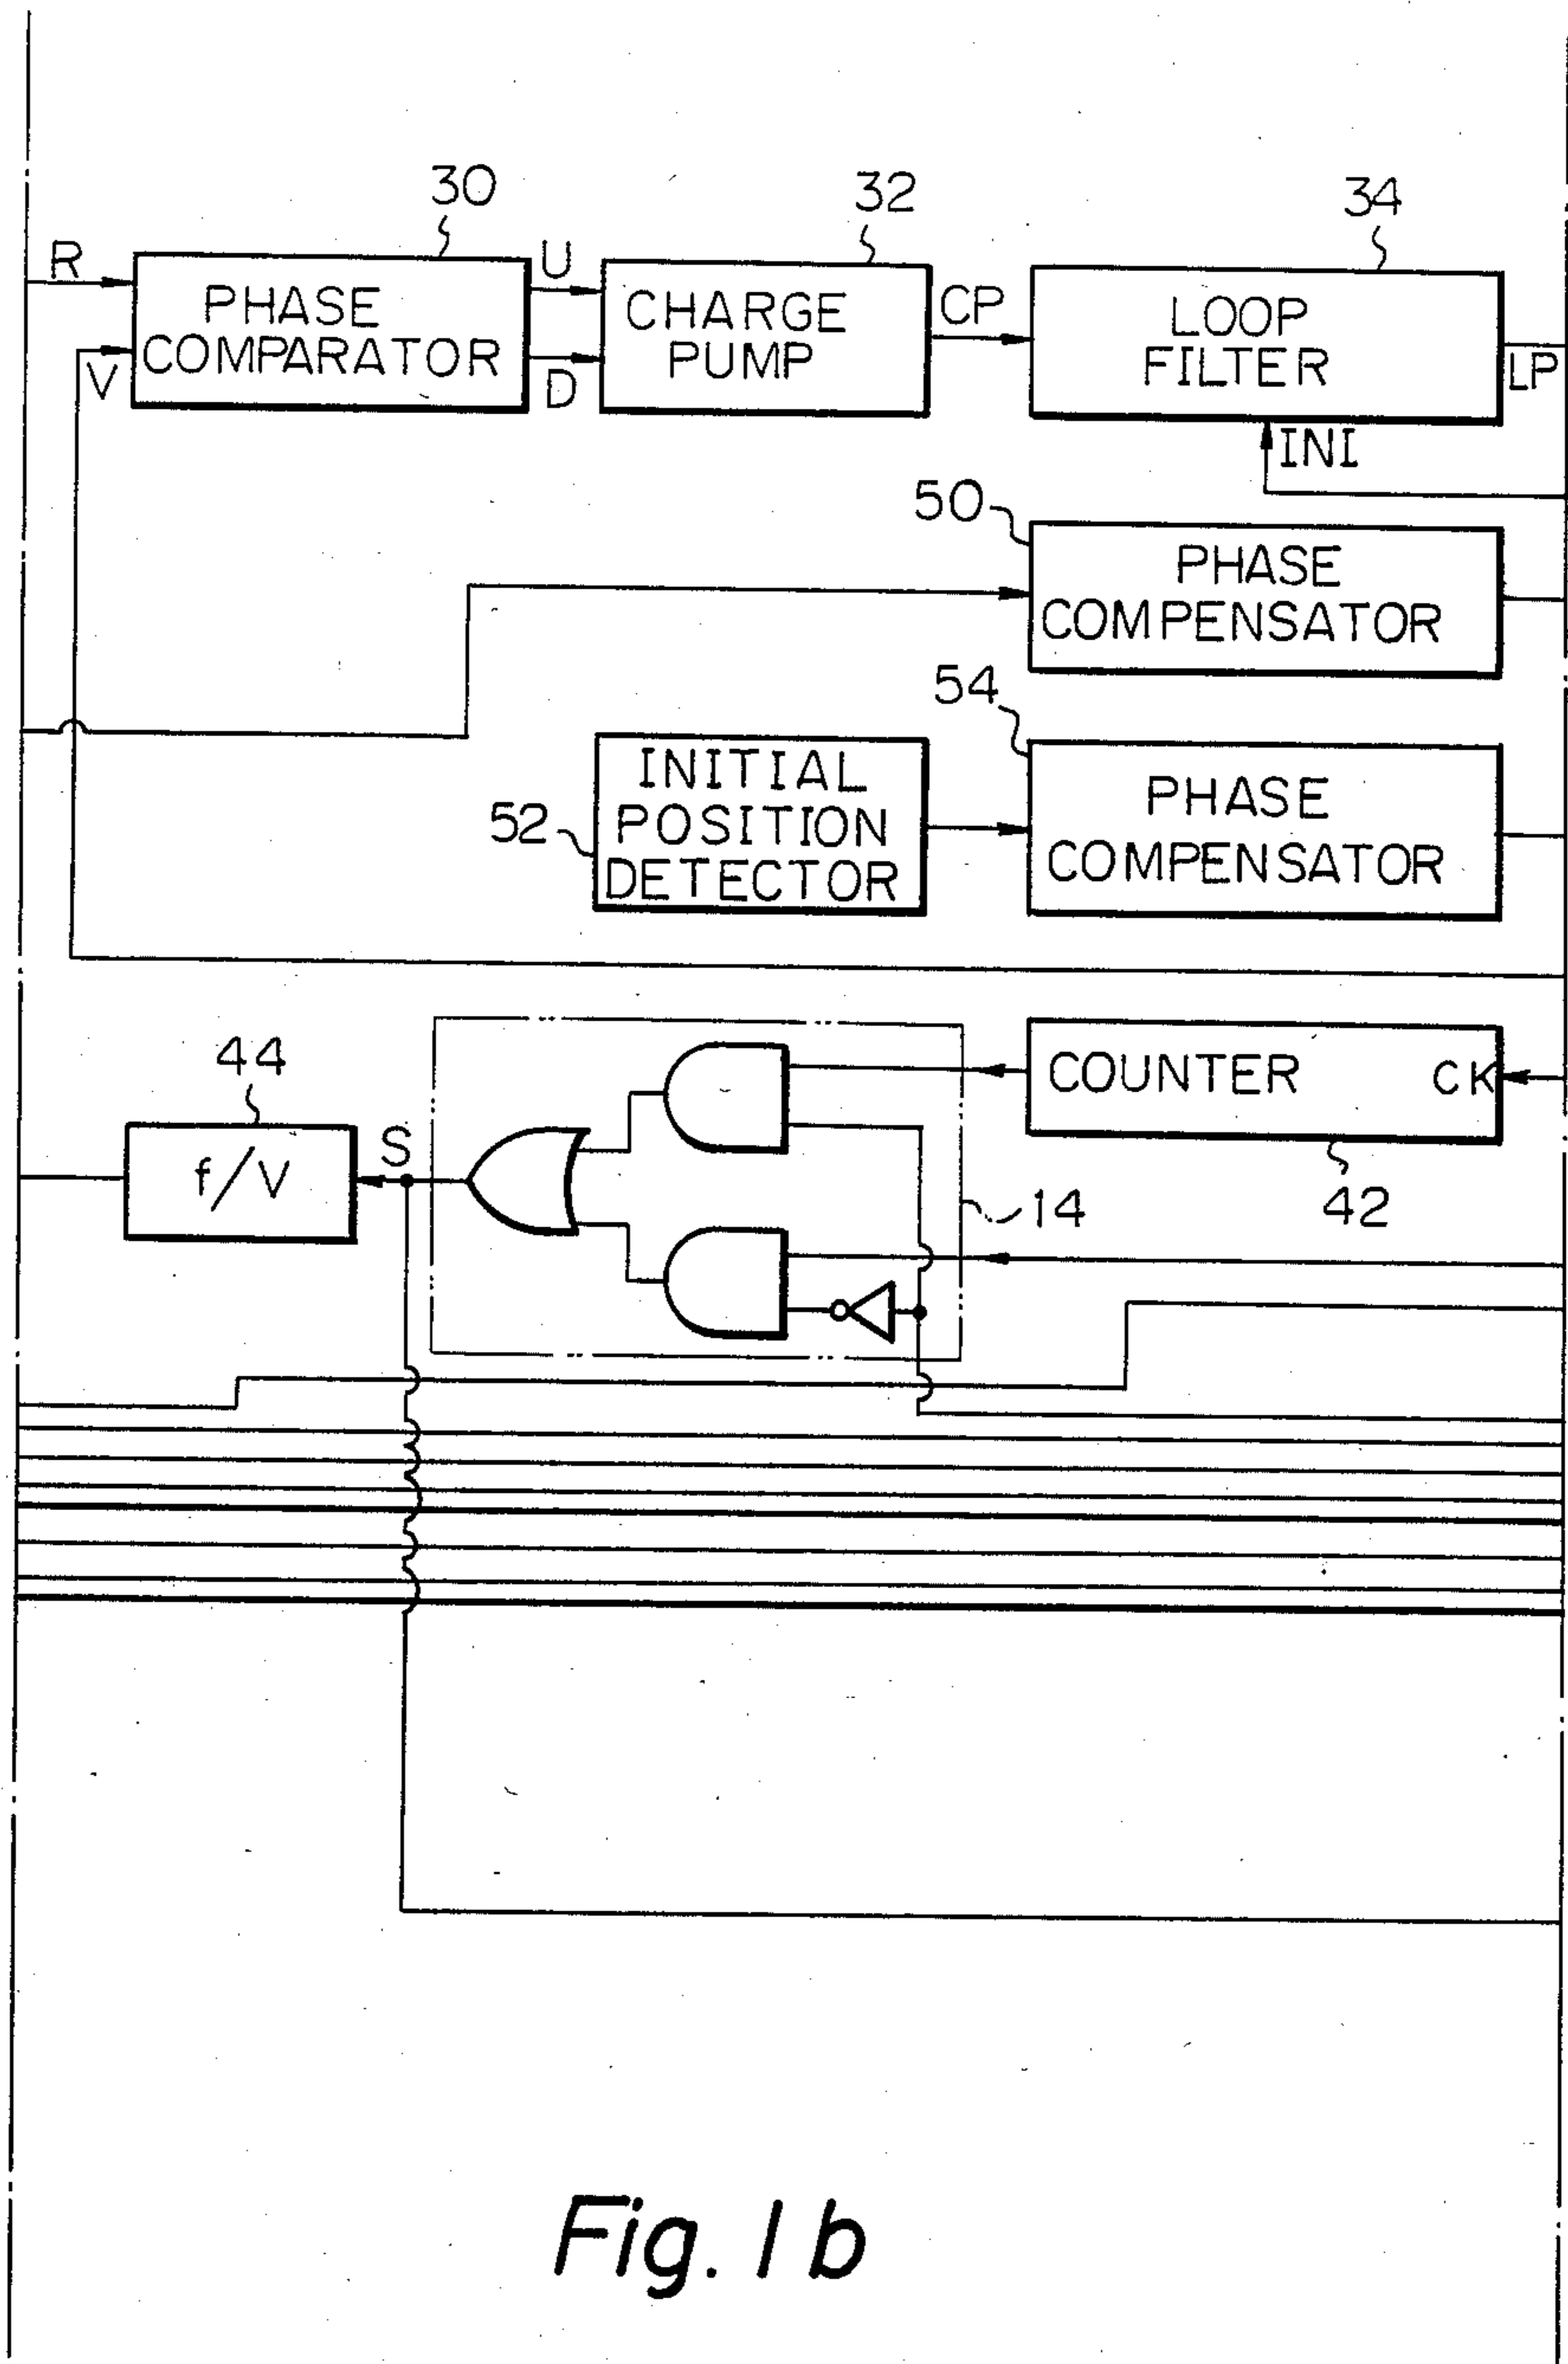 30
32
34
R
U
CP
PHASE
COMPARATOR
CHARGE
PUMP
LOOP
FILTER
V
D
LP
INI
50
PHASE
COMPENSATOR
54
INITIAL
POSITION
DETECTOR
52
PHASE
COMPENSATOR
44
COUNTER
CK
S
f/V
14
42
Fig. 1b